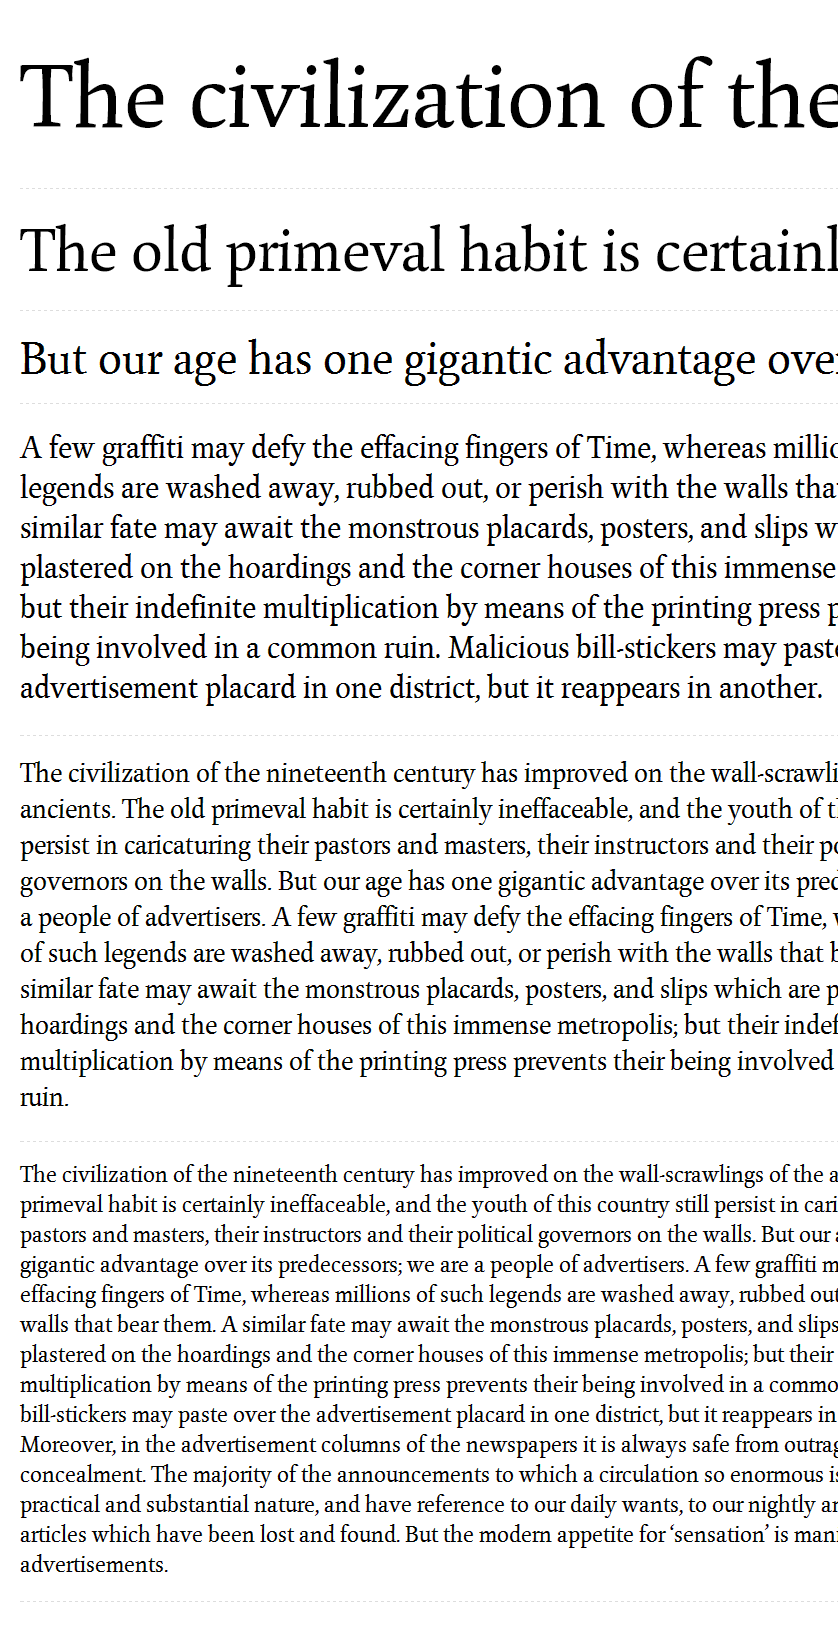 The civilization of the
The old primeval habit is certainl
But our age has one gigantic advantage over
A few graffiti may defy the effacing fingers of Time, whereas millio
legends are washed away, rubbed out, or perish with the walls that
similar fate may await the monstrous placards, posters, and slips w
plastered on the hoardings and the corner houses of this immense
but their indefinite multiplication by means of the printing press p
being involved in a common ruin. Malicious bill-stickers may paste
advertisement placard in one district, but it reappears in another.
The civilization of the nineteenth century has improved on the wall-scrawli
ancients. The old primeval habit is certainly ineffaceable, and the youth of t
persist in caricaturing their pastors and masters, their instructors and their po
governors on the walls. But our age has one gigantic advantage over its pred
a people of advertisers. A few graffiti may defy the effacing fingers of Time, w
of such legends are washed away, rubbed out, or perish with the walls that b
similar fate may await the monstrous placards, posters, and slips which are p
hoardings and the corner houses of this immense metropolis; but their indef
multiplication by means of the printing press prevents their being involved
ruin.
The civilization of the nineteenth century has improved on the wall-scrawlings of the a
primeval habit is certainly ineffaceable, and the youth of this country still persist in cari
pastors and masters, their instructors and their political governors on the walls. But our a
gigantic advantage over its predecessors; we are a people of advertisers. A few graffiti m
effacing fingers of Time, whereas millions of such legends are washed away, rubbed out
walls that bear them. A similar fate may await the monstrous placards, posters, and slips
plastered on the hoardings and the corner houses of this immense metropolis; but their
multiplication by means of the printing press prevents their being involved in a commo
bill-stickers may paste over the advertisement placard in one district, but it reappears in
Moreover, in the advertisement columns of the newspapers it is always safe from outrag
concealment. The majority of the announcements to which a circulation so enormous is
practical and substantial nature, and have reference to our daily wants, to our nightly a
articles which have been lost and found. But the modern appetite for ‘sensation’ is man
advertisements.